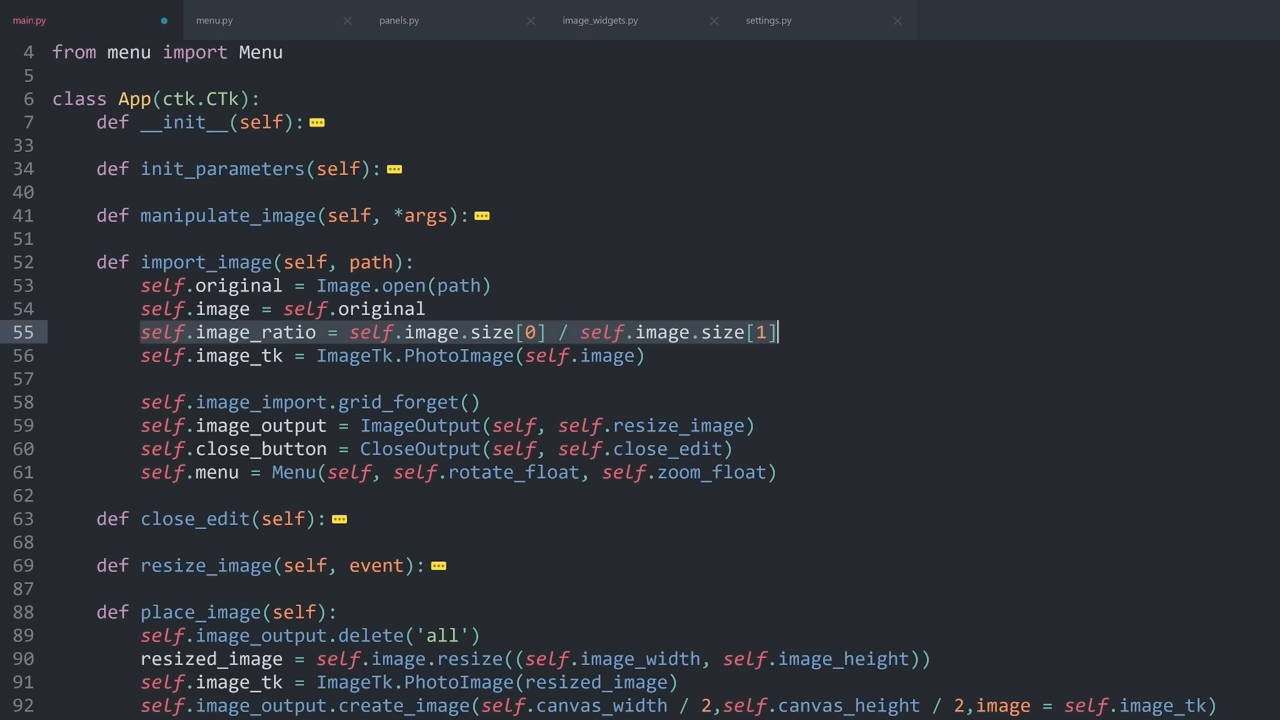 main.py menu.py panels.py image_widgets.py settings.py
4 from menu import Menu
5
6 class App(ctk.CTk):
7 def __init__(self):
33
34 def init_parameters(self):
40
41 def manipulate_image(self, *args):
51
52 def import_image(self, path):
53 self.original = Image.open(path)
54 self.image = self.original
55 self.image_ratio = self.image.size[0] / self.image.size[1]
56 self.image_tk = ImageTk.PhotoImage(self.image)
57
58 self.image_import.grid_forget()
59 self.image_output = ImageOutput(self, self.resize_image)
60 self.close_button = CloseOutput(self, self.close_edit)
61 self.menu = Menu(self, self.rotate_float, self.zoom_float)
62
63 def close_edit(self):
68
69 def resize_image(self, event):
87
88 def place_image(self):
89 self.image_output.delete('all')
90 resized_image = self.image.resize((self.image_width, self.image_height))
91 self.image_tk = ImageTk.PhotoImage(resized_image)
92 self.image_output.create_image(self.canvas_width / 2,self.canvas_height / 2,image = self.image_tk)